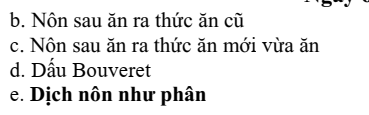 b. Nôn sau ăn ra thức ăn cũ
c. Nôn sau ăn ra thức ăn mới vừa ăn
d. Dấu Bouveret
e. Dịch nôn như phân